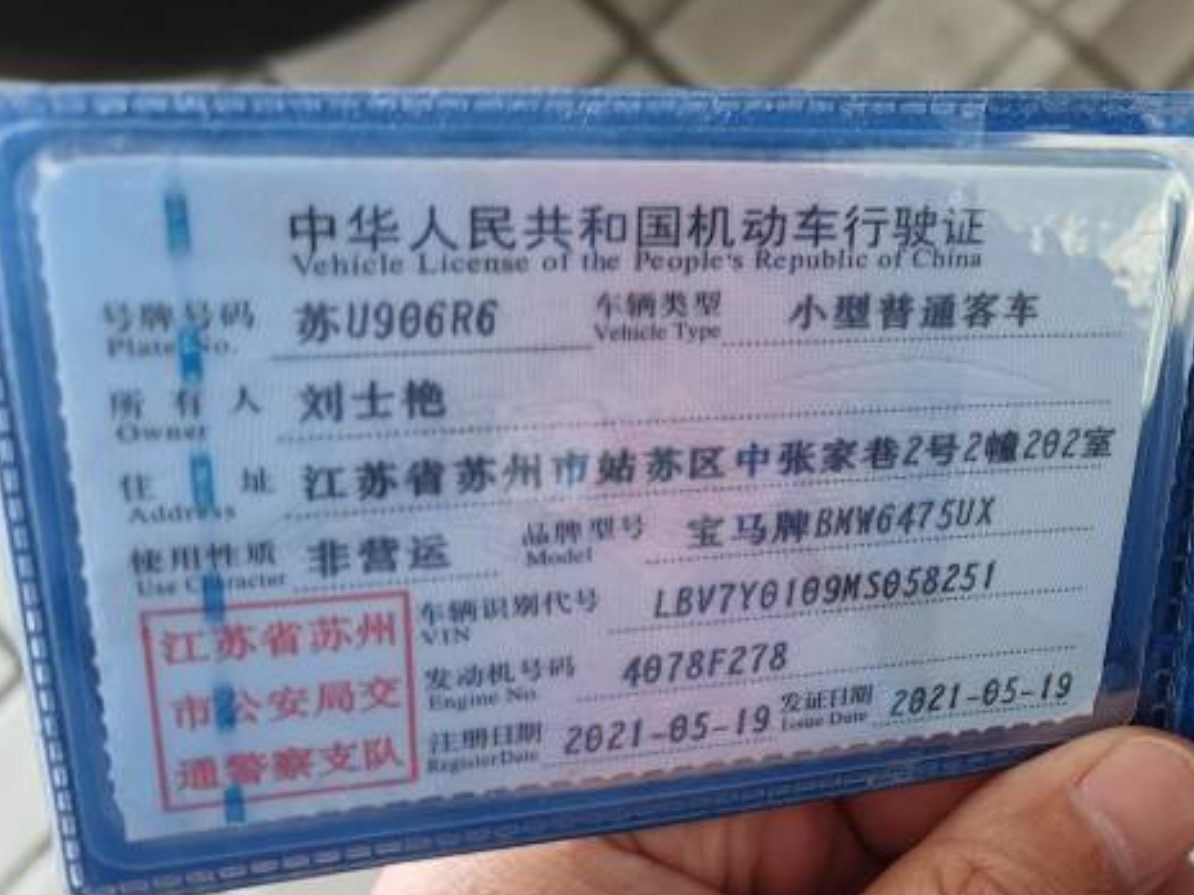 中华人民共和国机动车行驶证
Vehicle License of the People's Republic of China
号牌号码 苏U906R6 车辆类型 小型普通客车
Plate No. Vehicle Type
所有人 刘士艳
Owner
住址 江苏省苏州市姑苏区中张家巷2号2幢202室
Address
使用性质 非营运 品牌型号 宝马牌BMW6475UX
Use Character Model
江苏省苏州 车辆识别代号 LBV7Y0109MS058251
VIN
市公安局交 发动机号码 4078F278
Engine No.
通警察支队 注册日期 2021-05-19 发证日期 2021-05-19
Register Date Issue Date